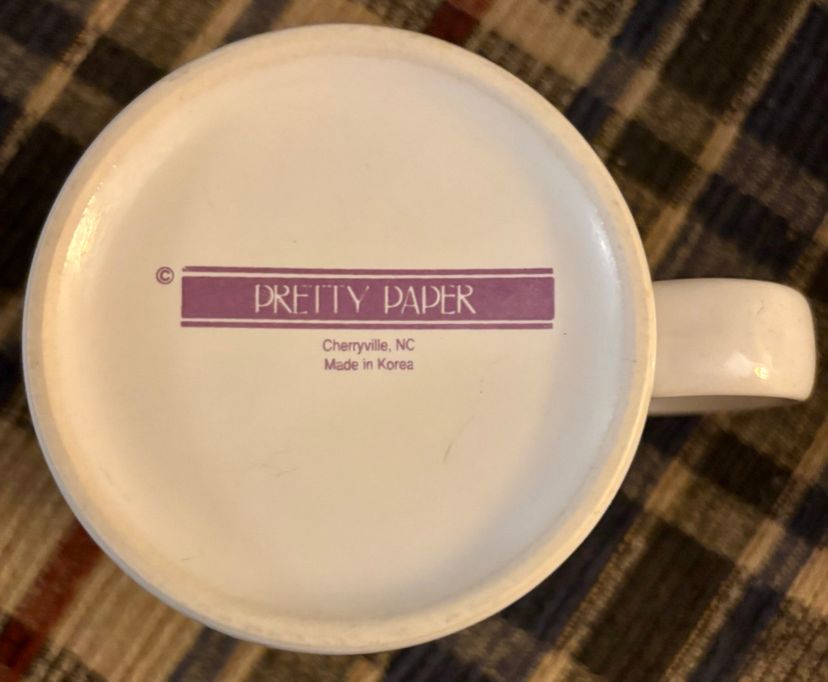 © PRETTY PAPER
Cherryville, NC
Made in Korea